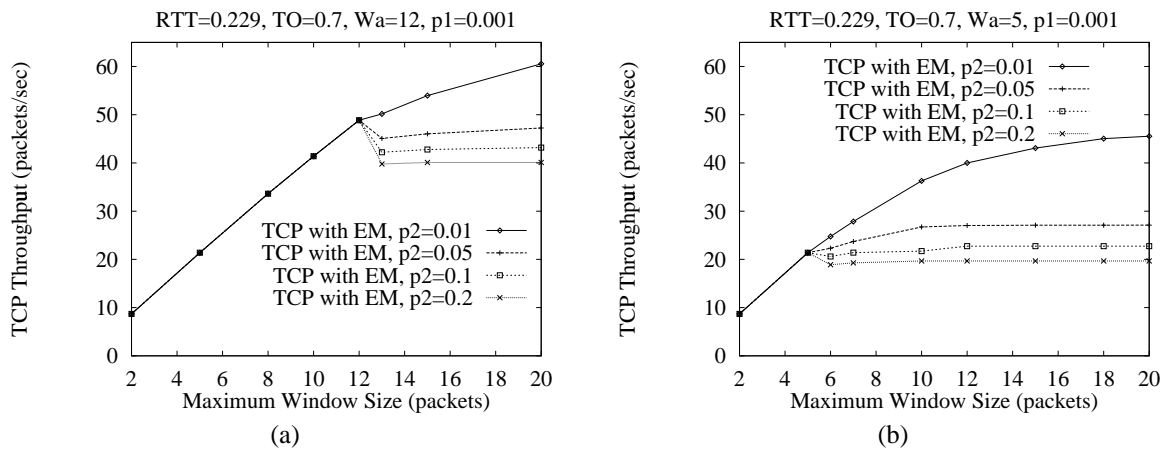 RTT=0.229, TO=0.7, Wa=12, p1=0.001
TCP Throughput (packets/sec)
60
50
40
30
20
10
0
TCP with EM, p2=0.01
TCP with EM, p2=0.05
TCP with EM, p2=0.1
TCP with EM, p2=0.2
2 4 6 8 10 12 14 16 18 20
Maximum Window Size (packets)
(a)
RTT=0.229, TO=0.7, Wa=5, p1=0.001
TCP Throughput (packets/sec)
60
50
40
30
20
10
0
TCP with EM, p2=0.01
TCP with EM, p2=0.05
TCP with EM, p2=0.1
TCP with EM, p2=0.2
2 4 6 8 10 12 14 16 18 20
Maximum Window Size (packets)
(b)